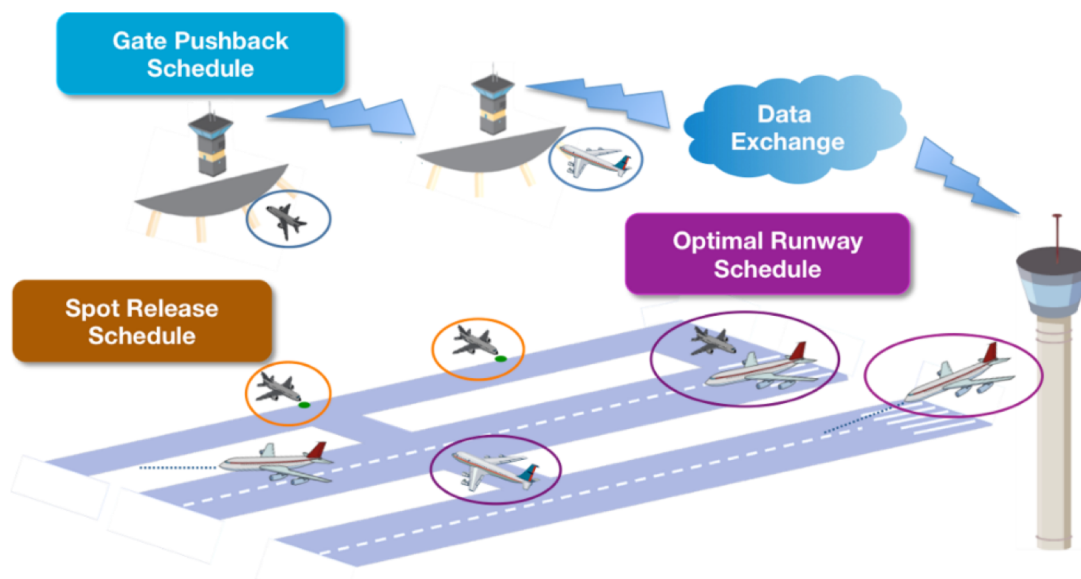 Gate Pushback
Schedule
Data
Exchange
Optimal Runway
Schedule
Spot Release
Schedule